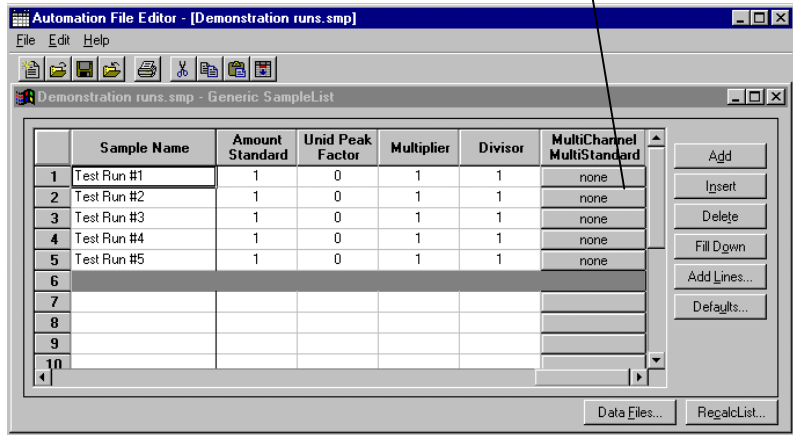 Automation File Editor - [Demonstration runs.smp]
File Edit Help
Demonstration runs.smp - Generic SampleList
Sample Name Amount Standard Unid Peak Factor Multiplier Divisor MultiChannel MultiStandard
1 Test Run #1 1 0 1 1 none
2 Test Run #2 1 0 1 1 none
3 Test Run #3 1 0 1 1 none
4 Test Run #4 1 0 1 1 none
5 Test Run #5 1 0 1 1 none
6
7
8
9
10
Add
Insert
Delete
Fill Down
Add Lines...
Defaults...
Data Files... RecalcList...